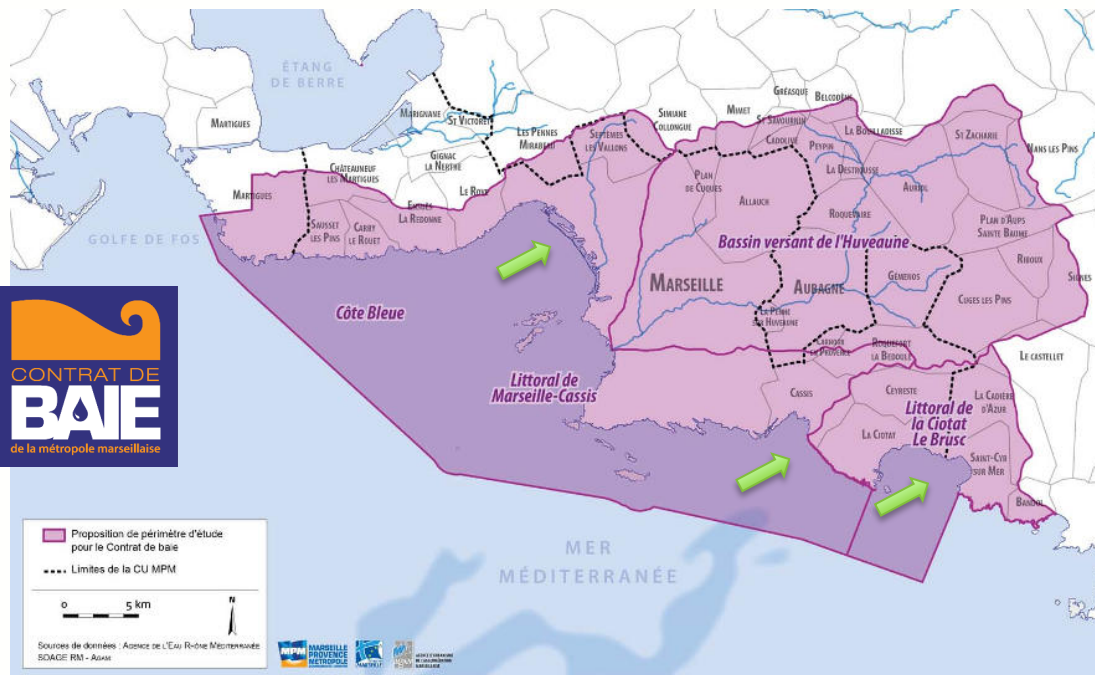 ÉTANG
DE BERRE
MARTIGUES
MARIGNANE
ST VICTORET
LES PENNES
MIRABEAU
SEPTÈMES
LES VALLONS
SIMIANE
COLLONGUE
MIMET
GRÉASQUE
BELCODÈNE
ST SAVOURNIN
CADOLIVE
PEYPIN
LA BOUILLADISSE
LA DESTROUSSE
ST ZACHARIE
NANS LES PINS
CHÂTEAUNEUF
LES MARTIGUES
GIGNAC
LA NERTHE
LE ROVE
MARTIGUES
ENSUÈS
LA REDONNE
SAUSSET
LES PINS
CARRY
LE ROUET
PLAN
DE CUQUES
ALLAUCH
AURIOL
ROQUEVAIRE
PLAN D'AUPS
SAINTE BAUME
GOLFE DE FOS
Bassin versant de l'Huveaune
RIBOUX
SIGNES
MARSEILLE
AUBAGNE
GÉMENOS
CUGES LES PINS
LA PENNE
SUR HUVEAUNE
Côte Bleue
CARNOUX
LA PROVENCE
ROQUEFORT
LA BEDOULE
LE CASTELLET
Littoral de
Marseille-Cassis
CASSIS
CEYRESTE
LA CADIÈRE
D'AZUR
Littoral de
la Ciotat
Le Brusc
LA CIOTAT
SAINT-CYR
SUR MER
BANDOL
CONTRAT DE
BAIE
de la métropole marseillaise
MER
MÉDITERRANÉE
Proposition de périmètre d'étude
pour le Contrat de baie
Limites de la CU MPM
0 5 km
N
Sources de données : AGENCE DE L'EAU RHÔNE MÉDITERRANÉE
SDAGE RM - AGAM
MPM
MARSEILLE
PROVENCE
MÉTROPOLE